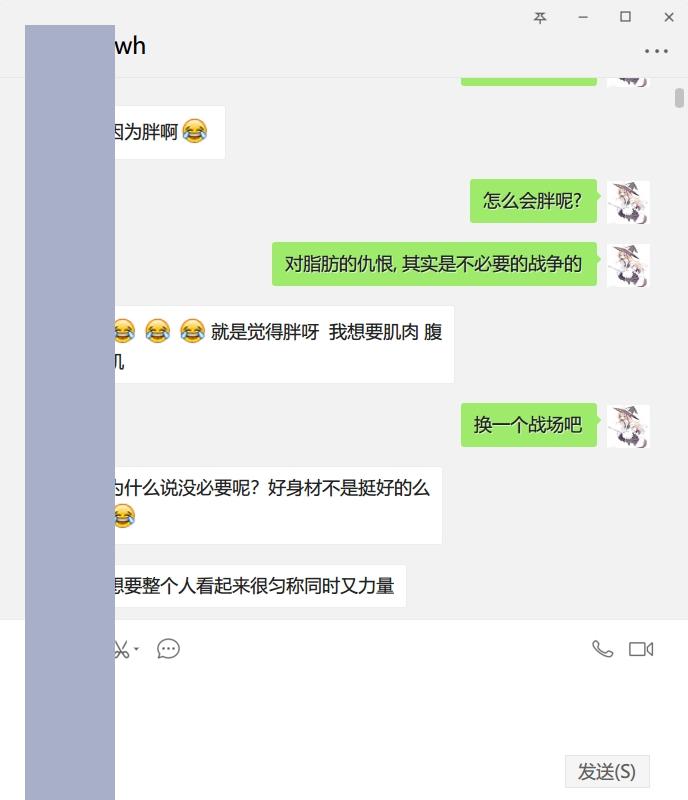 wh
因为胖啊
怎么会胖呢?
对脂肪的仇恨, 其实是不必要的战争的
就是觉得胖呀 我想要肌肉 腹
肌
换一个战场吧
为什么说没必要呢? 好身材不是挺好的么
想要整个人看起来很匀称同时又力量
发送(S)